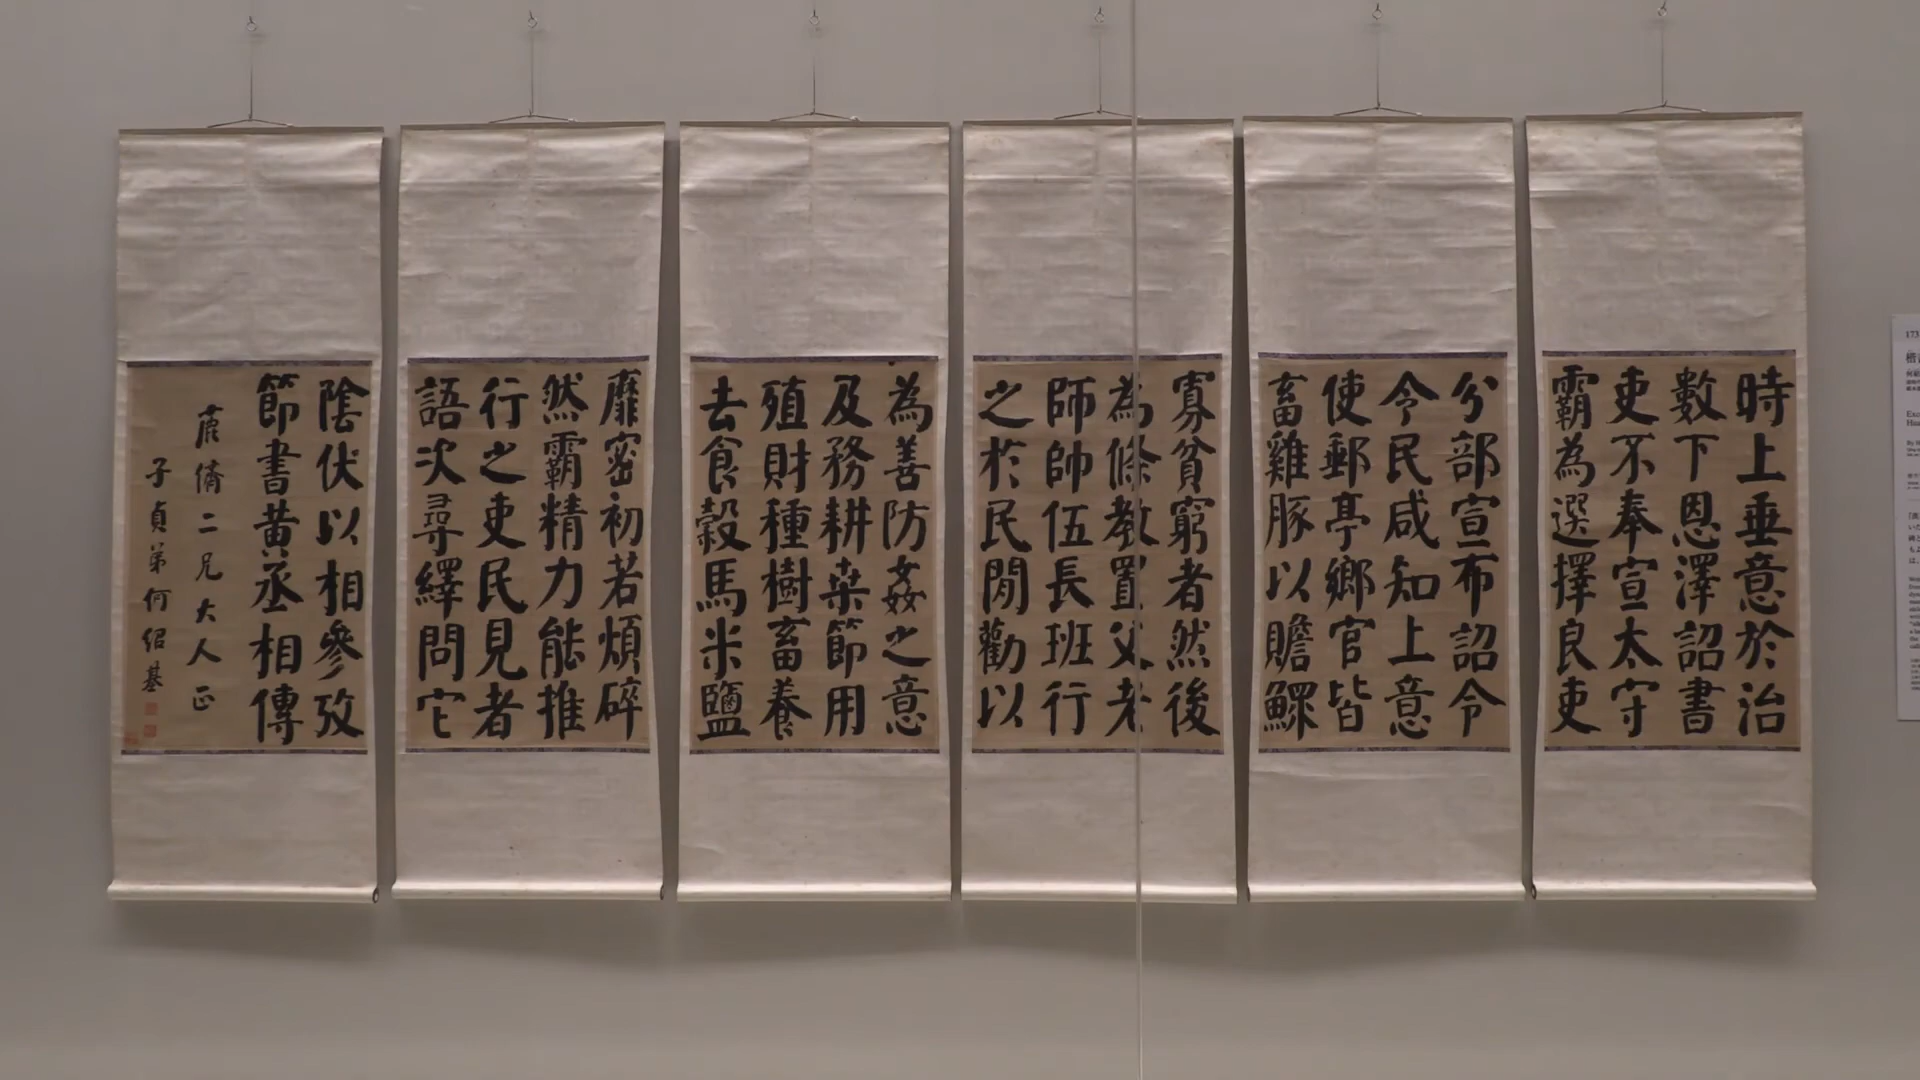 時上垂意於治
數下恩澤詔書
吏不奉宣太守
霸為選擇良吏
分部宣布詔令
令民咸知上意
使郵亭鄉官皆
畜雞豚以贍鰥
寡貧窮者然後
為條教置父老
師帥伍長班行
之於民閒勸以
為善防姦之意
及務耕桒節用
殖財種樹畜養
去食穀馬米鹽
靡密初若煩碎
然霸精力能推
行之吏民見者
語次尋繹問它
陰伏以相參攷
節書黃丞相傳
二兄大人正
子貞弟何紹基
173